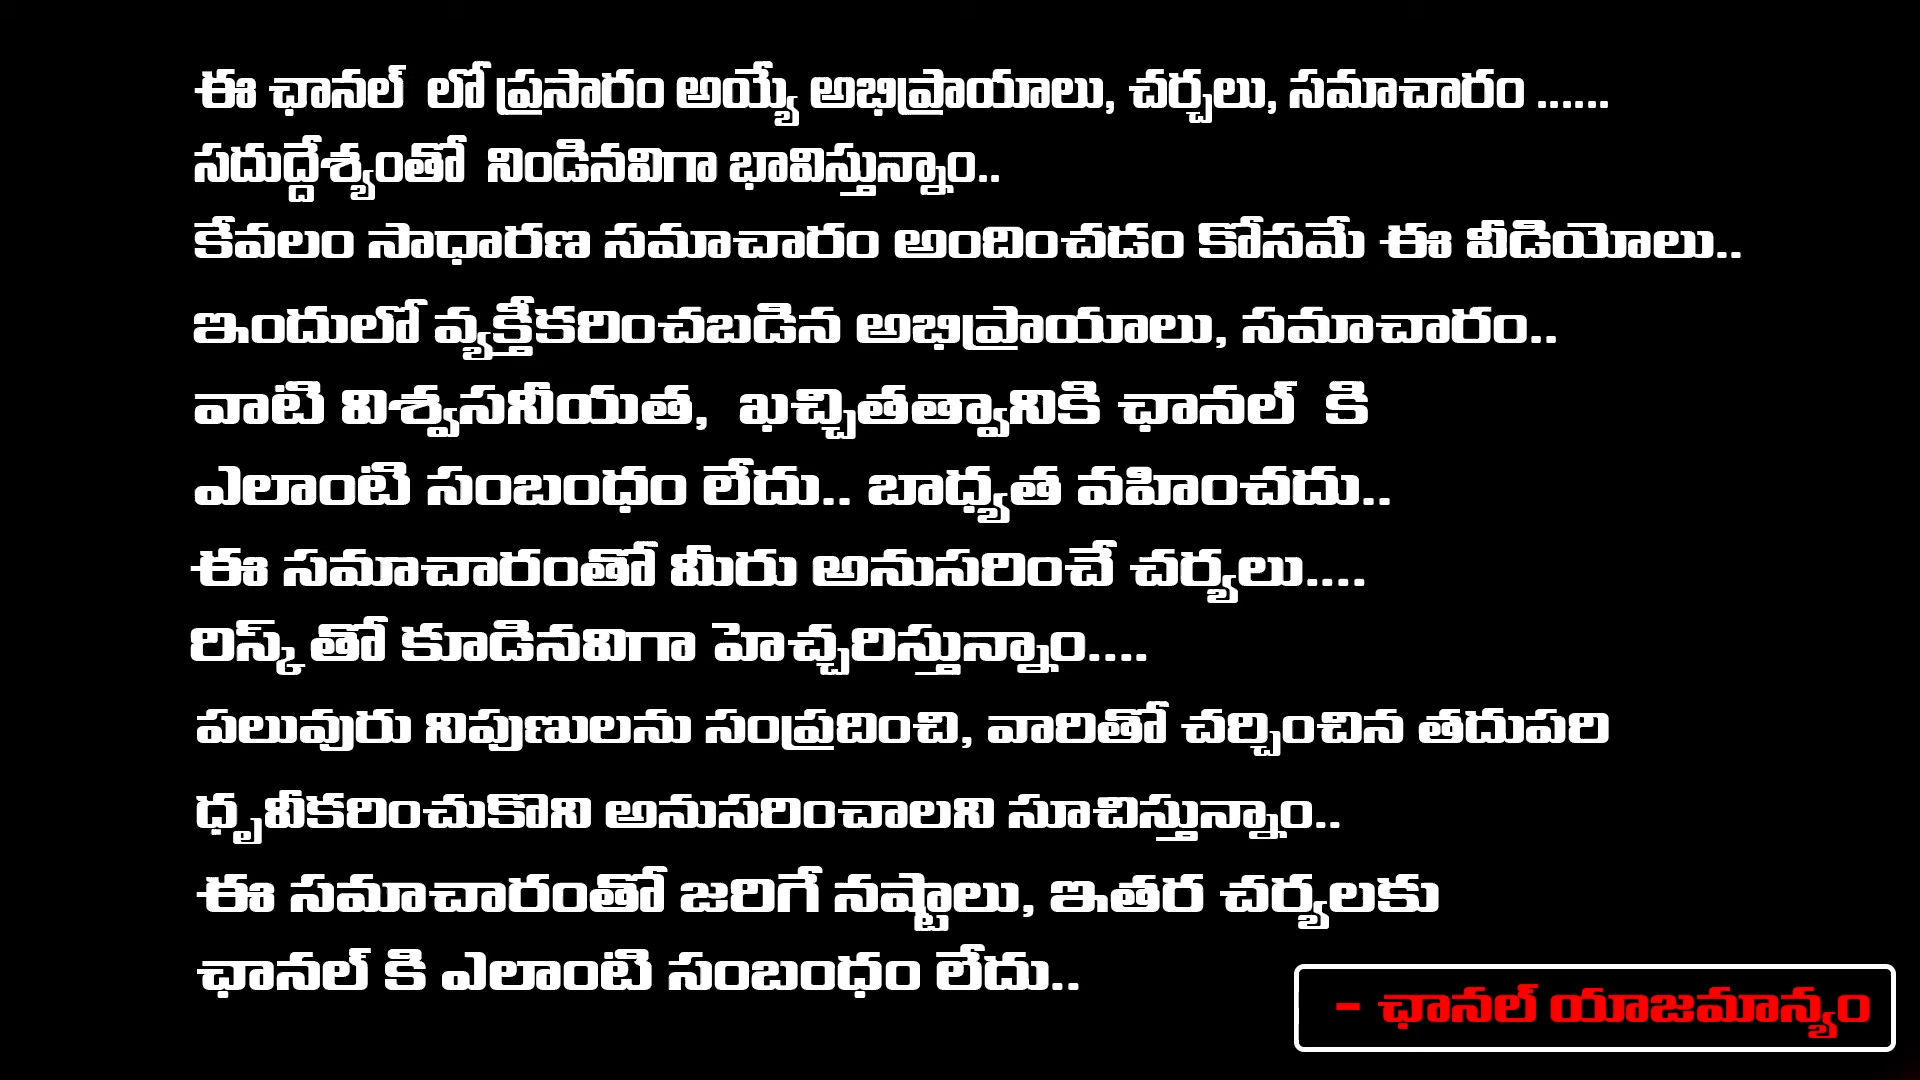 ఈ ఛానల్ లో ప్రసారం అయ్యే అభిప్రాయాలు, చర్చలు, సమాచారం ......
సదుద్దేశ్యంతో నిండినవిగా భావిస్తున్నాం..
కేవలం సాధారణ సమాచారం అందించడం కోసమే ఈ వీడియోలు..
ఇందులో వ్యక్తీకరించబడిన అభిప్రాయాలు, సమాచారం..
వాటి విశ్వసనీయత, ఖచ్చితత్వానికి ఛానల్ కి
ఎలాంటి సంబంధం లేదు.. బాధ్యత వహించదు..
ఈ సమాచారంతో మీరు అనుసరించే చర్యలు....
రిస్క్ తో కూడినవిగా హెచ్చరిస్తున్నాం....
పలువురు నిపుణులను సంప్రదించి, వారితో చర్చించిన తదుపరి
ధృవీకరించుకొని అనుసరించాలని సూచిస్తున్నాం..
ఈ సమాచారంతో జరిగే నష్టాలు, ఇతర చర్యలకు
ఛానల్ కి ఎలాంటి సంబంధం లేదు..
- ఛానల్ యాజమాన్యం